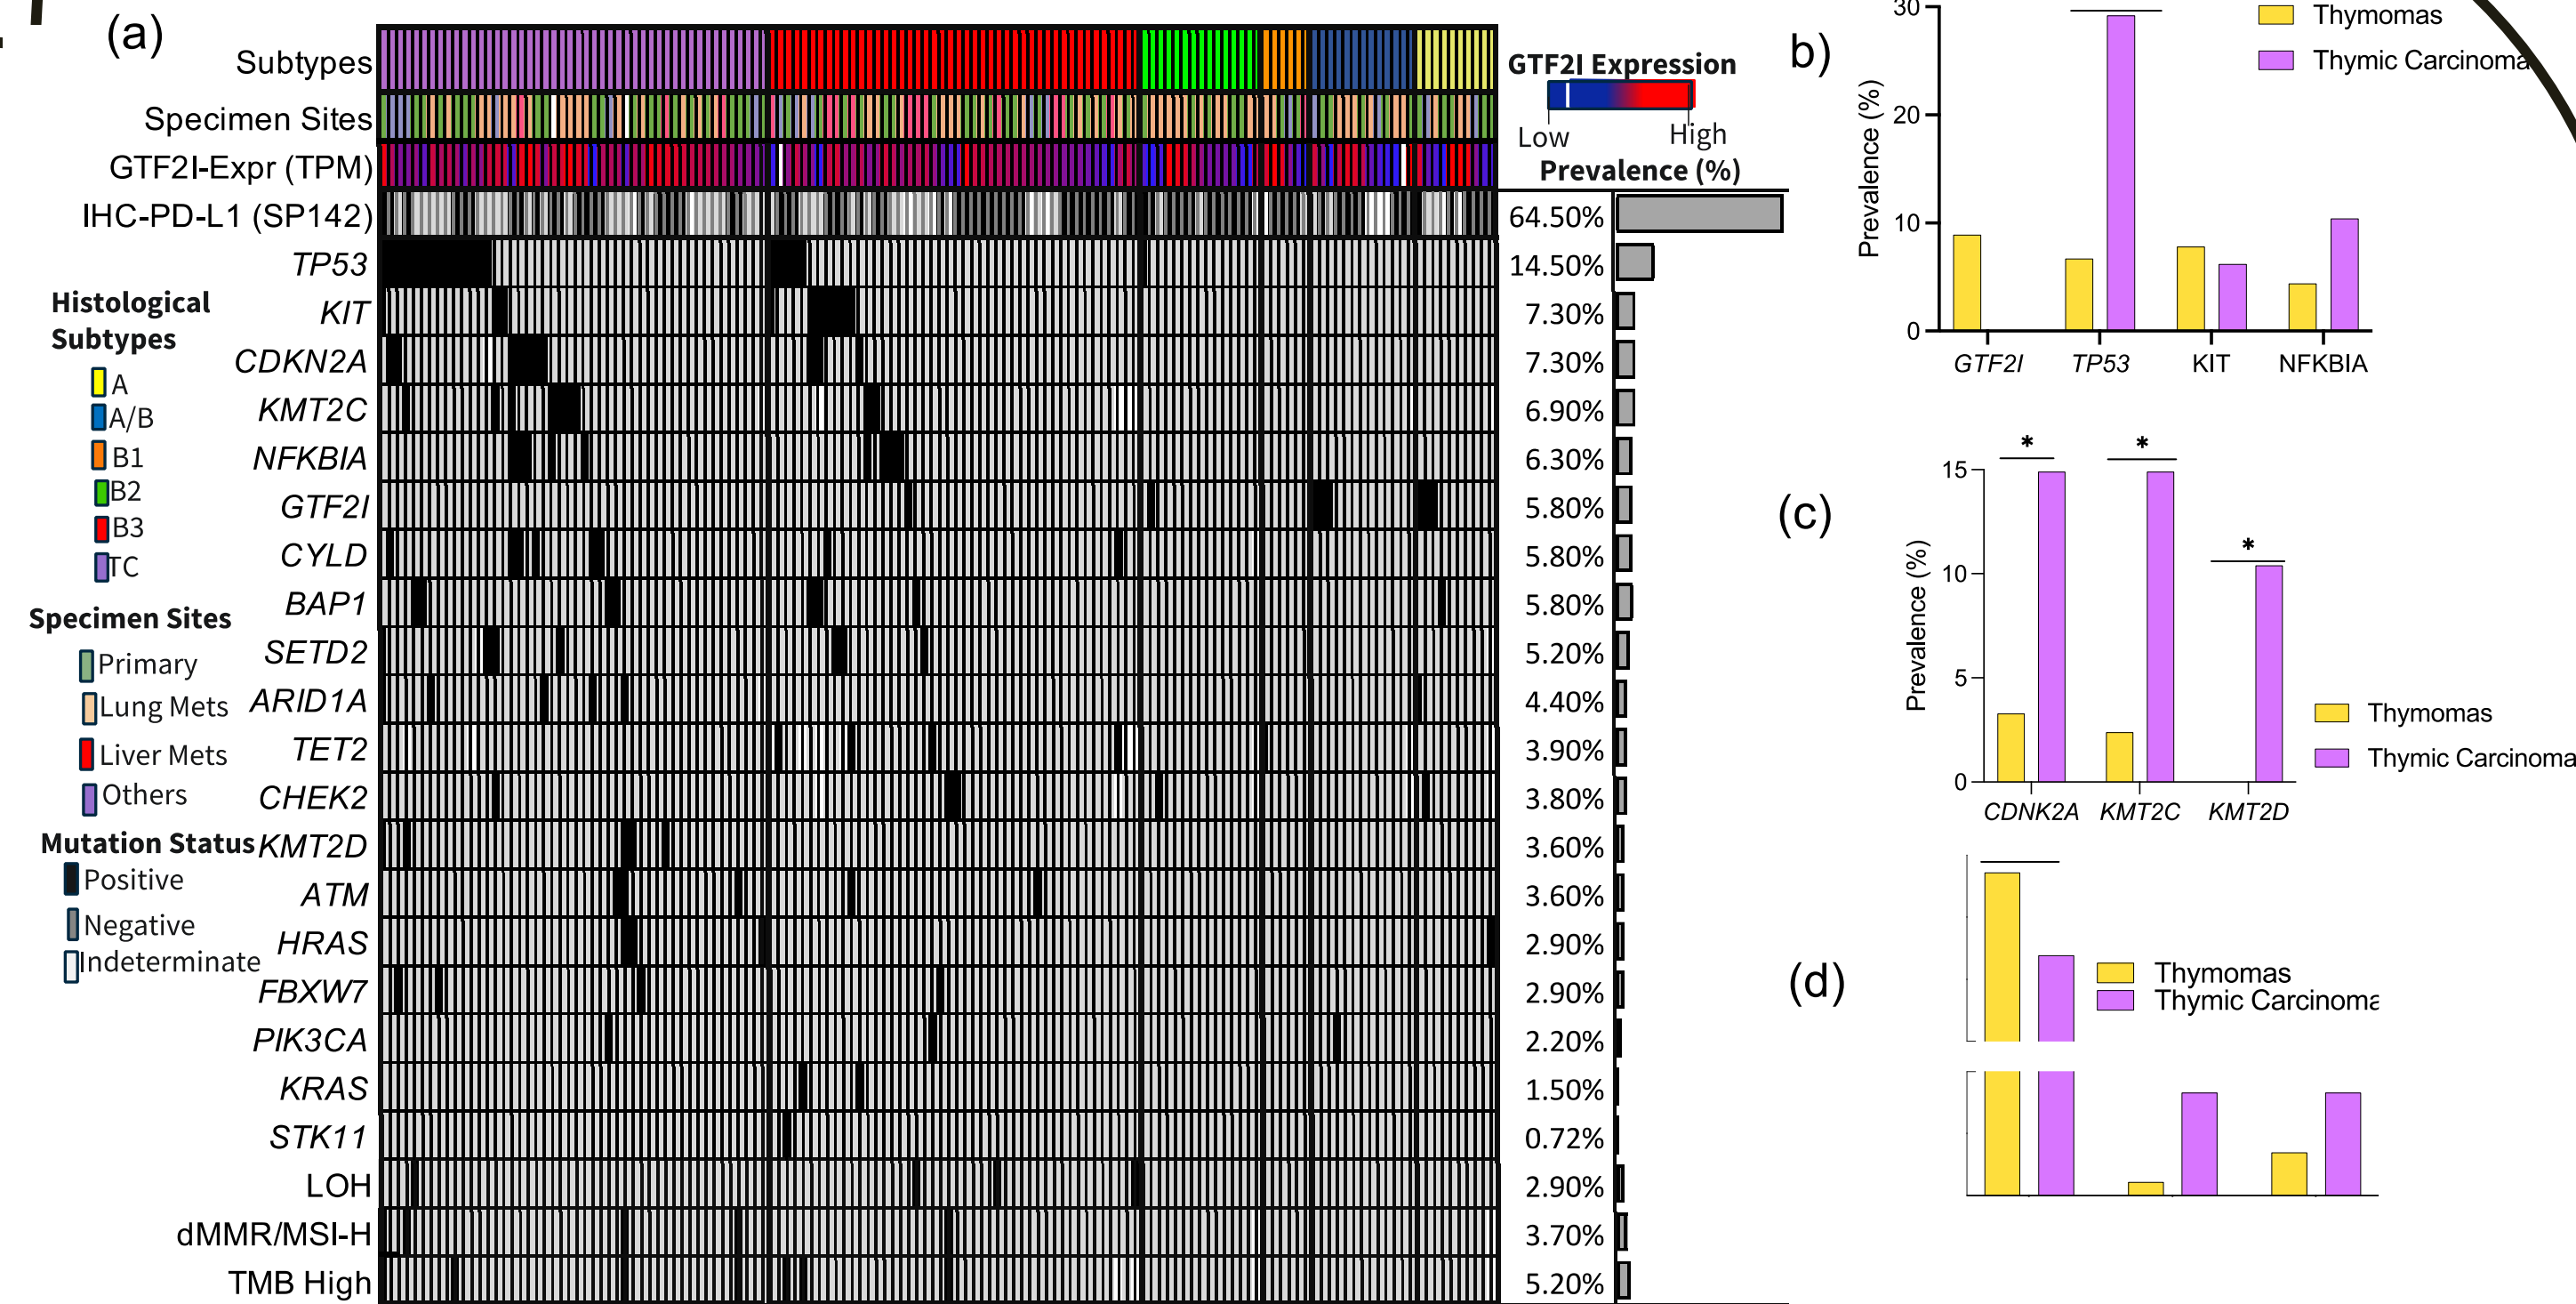 (a)
Subtypes
Specimen Sites
GTF2I-Expr (TPM)
IHC-PD-L1 (SP142)
TP53
KIT
CDKN2A
KMT2C
NFKBIA
GTF2I
CYLD
BAP1
SETD2
ARID1A
TET2
CHEK2
KMT2D
ATM
HRAS
FBXW7
PIK3CA
KRAS
STK11
LOH
dMMR/MSI-H
TMB High
Histological
Subtypes
A
A/B
B1
B2
B3
TC
Specimen Sites
Primary
Lung Mets
Liver Mets
Others
Mutation Status
Positive
Negative
Indeterminate
GTF2I Expression
Low High
Prevalence (%)
64.50%
14.50%
7.30%
7.30%
6.90%
6.30%
5.80%
5.80%
5.80%
5.20%
4.40%
3.90%
3.80%
3.60%
3.60%
2.90%
2.90%
2.20%
1.50%
0.72%
2.90%
3.70%
5.20%
b)
Prevalence (%)
30
20
10
0
GTF2I TP53 KIT NFKBIA
Thymomas
Thymic Carcinoma
(c)
Prevalence (%)
15
10
5
0
* * *
CDNK2A KMT2C KMT2D
Thymomas
Thymic Carcinoma
(d)
Thymomas
Thymic Carcinoma